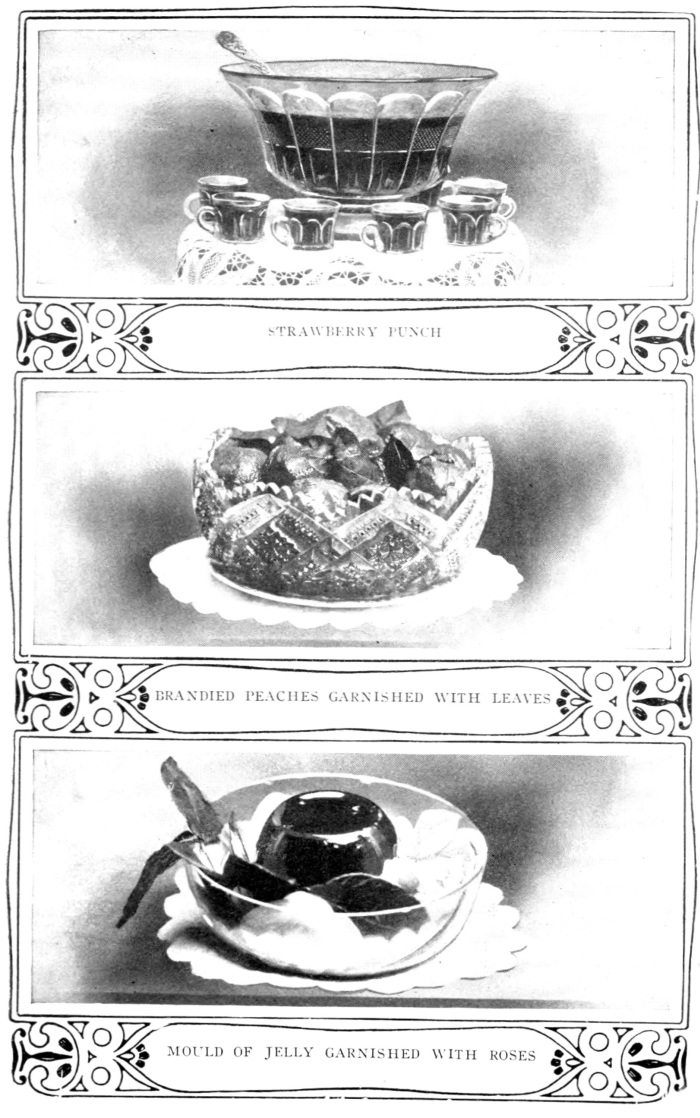 STRAWBERRY PUNCH
BRANDIED PEACHES GARNISHED WITH LEAVES
MOULD OF JELLY GARNISHED WITH ROSES